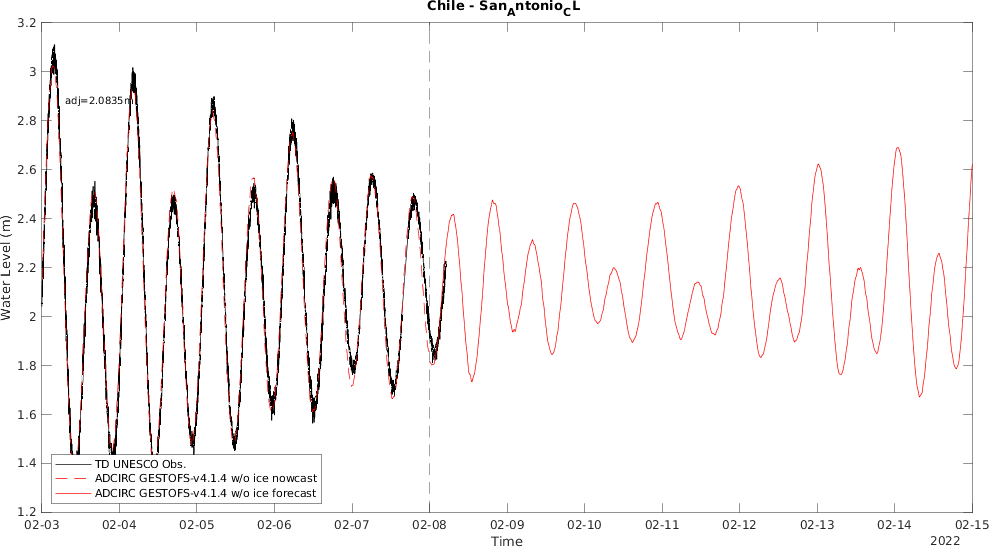 Chile - SanAntonioCL
3.2
3
2.8
2.6
2.4
2.2
2
1.8
1.6
1.4
1.2
Water Level (m)
adj=2.0835m
TD UNESCO Obs.
ADCIRC GESTOFS-v4.1.4 w/o ice nowcast
ADCIRC GESTOFS-v4.1.4 w/o ice forecast
02-03 02-04 02-05 02-06 02-07 02-08 02-09 02-10 02-11 02-12 02-13 02-14 02-15
Time
2022